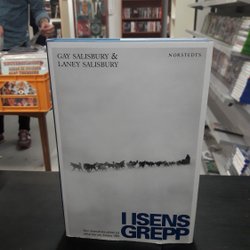 GAY SALISBURY &
LANEY SALISBURY
NORSTEDTS
I ISENS
GREPP